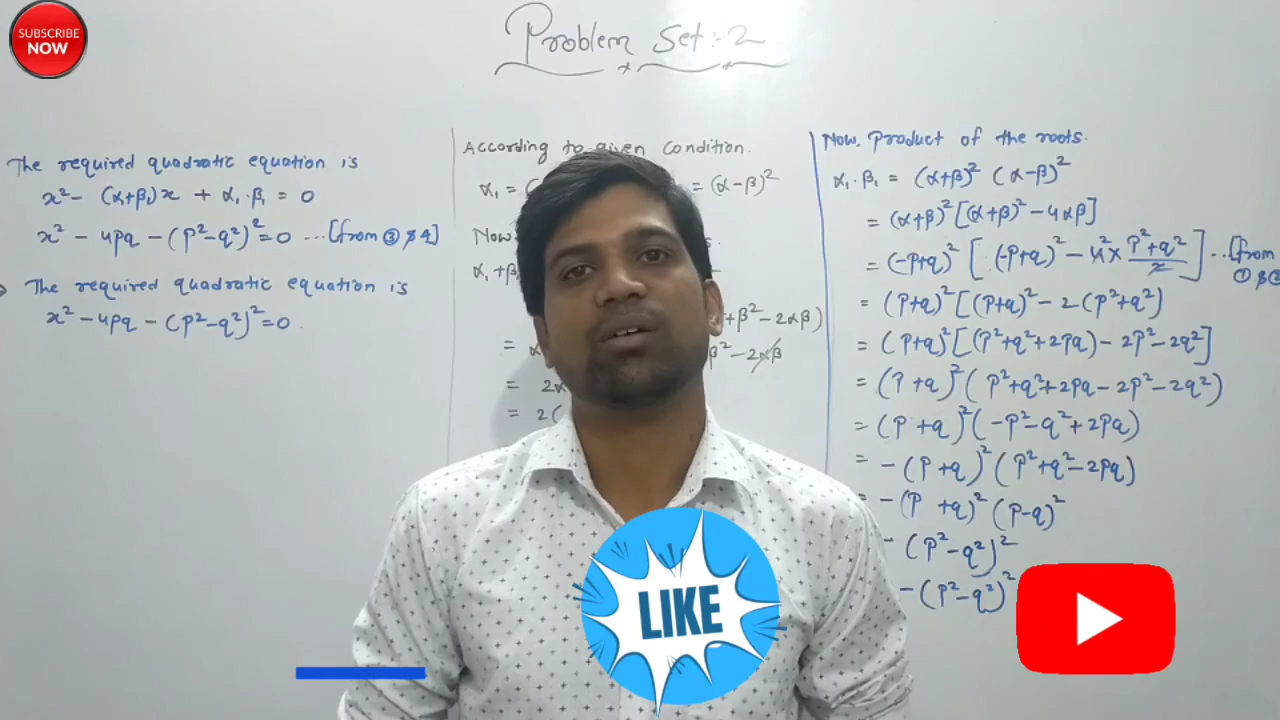 SUBSCRIBE
NOW
Problem Set:-2
The required quadratic equation is
x² - (α+β₁)x + α₁.β₁ = 0
x² - 4pq - (p²-q²)² = 0 ...[from ③ & 4]
The required quadratic equation is
x² - 4pq - (p²-q²)² = 0.
According to given condition.
α₁ = ( = (α-β)²
Now
α₁+β₁
+β²-2αβ)
= α β²-2αβ
= 2α
= 2(
Now, Product of the roots.
α₁.β₁ = (α+β)² (α-β)²
= (α+β)² [(α+β)² - 4αβ]
= (-p+q)² [(-p+q)² - 4² × p²+q²/2] ...[from ① &
= (p+q)² [(p+q)² - 2(p²+q²)
= (p+q)² [(p²+q²+2pq) - 2p²-2q²]
= (p+q)² (p²+q²+2pq-2p²-2q²)
= (p+q)² (-p²-q²+2pq)
= -(p+q)² (p²+q²-2pq)
= -(p+q)² (p-q)²
- (p²-q²)²
- (p²-q²)²
LIKE